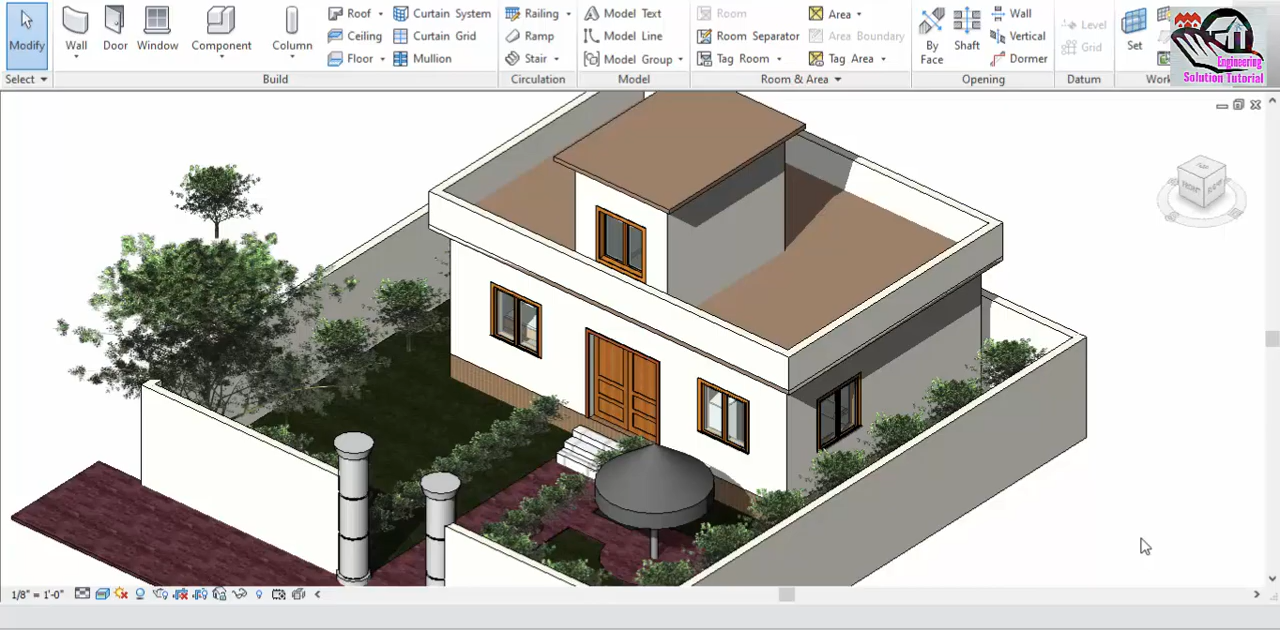 Modify
Select
Wall
Door
Window
Component
Column
Roof
Ceiling
Floor
Curtain System
Curtain Grid
Mullion
Build
Railing
Ramp
Stair
Circulation
Model Text
Model Line
Model Group
Model
Room
Room Separator
Tag Room
Area
Area Boundary
Tag Area
Room & Area
By
Face
Shaft
Wall
Vertical
Dormer
Opening
Level
Grid
Datum
Set
Engineering
Solution Tutorial
1/8" = 1'-0"